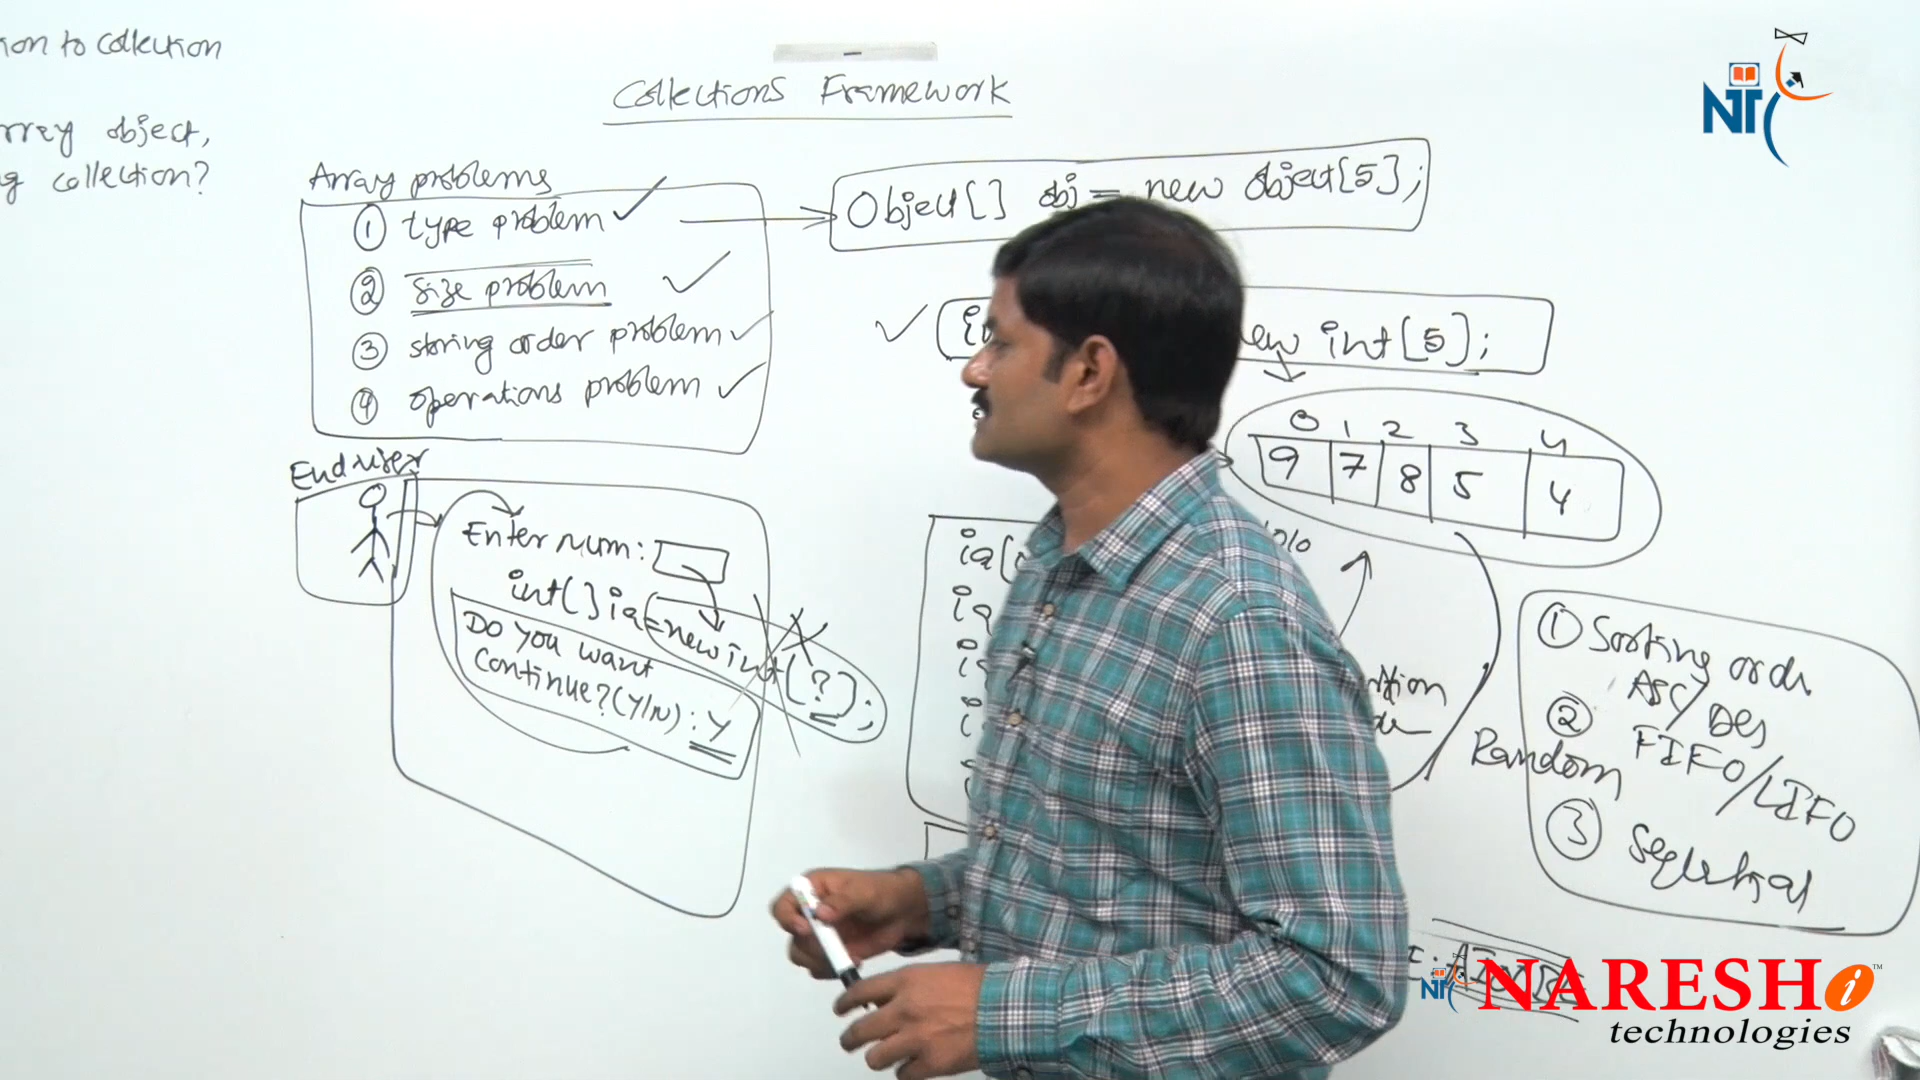 ion to collection
rrey object,
g collection?
Collections Framework
Array problems
① type problem
② Size problem
③ storing order problem
④ operations problem
Object[] obj = new Object[5];
new int[5];
0 1 2 3 4
9 7 8 5 4
End user
Enter num:
int[] ia = new int[?];
Do you want
Continue?(Y/N): Y
ia[
① Sorting order
ASC/Des
②
FIFO/LIFO
Random
③ Sequential
NT
NARESH i
technologies